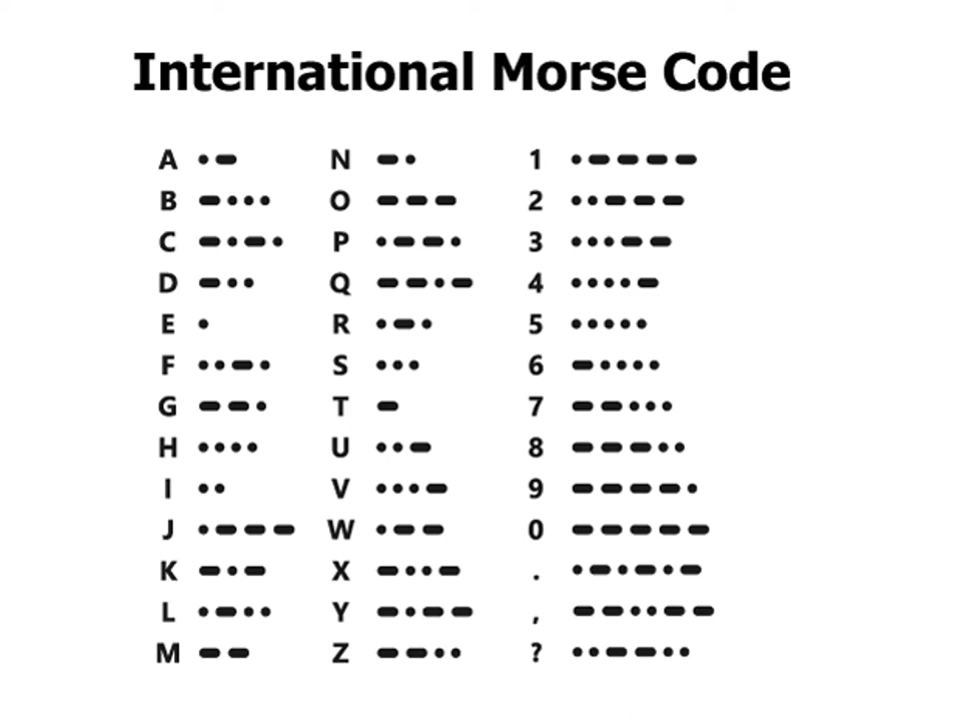 International Morse Code
A •– N –• 1 •––––
B –••• O ––– 2 ••–––
C –•–• P •––• 3 •••––
D –•• Q ––•– 4 ••••–
E • R •–• 5 •••••
F ••–• S ••• 6 –••••
G ––• T – 7 ––•••
H •••• U ••– 8 –––••
I •• V •••– 9 ––––•
J •––– W •–– 0 –––––
K –•– X –••– . •–•–•–
L •–•• Y –•–– , ––••––
M –– Z ––•• ? ••––••